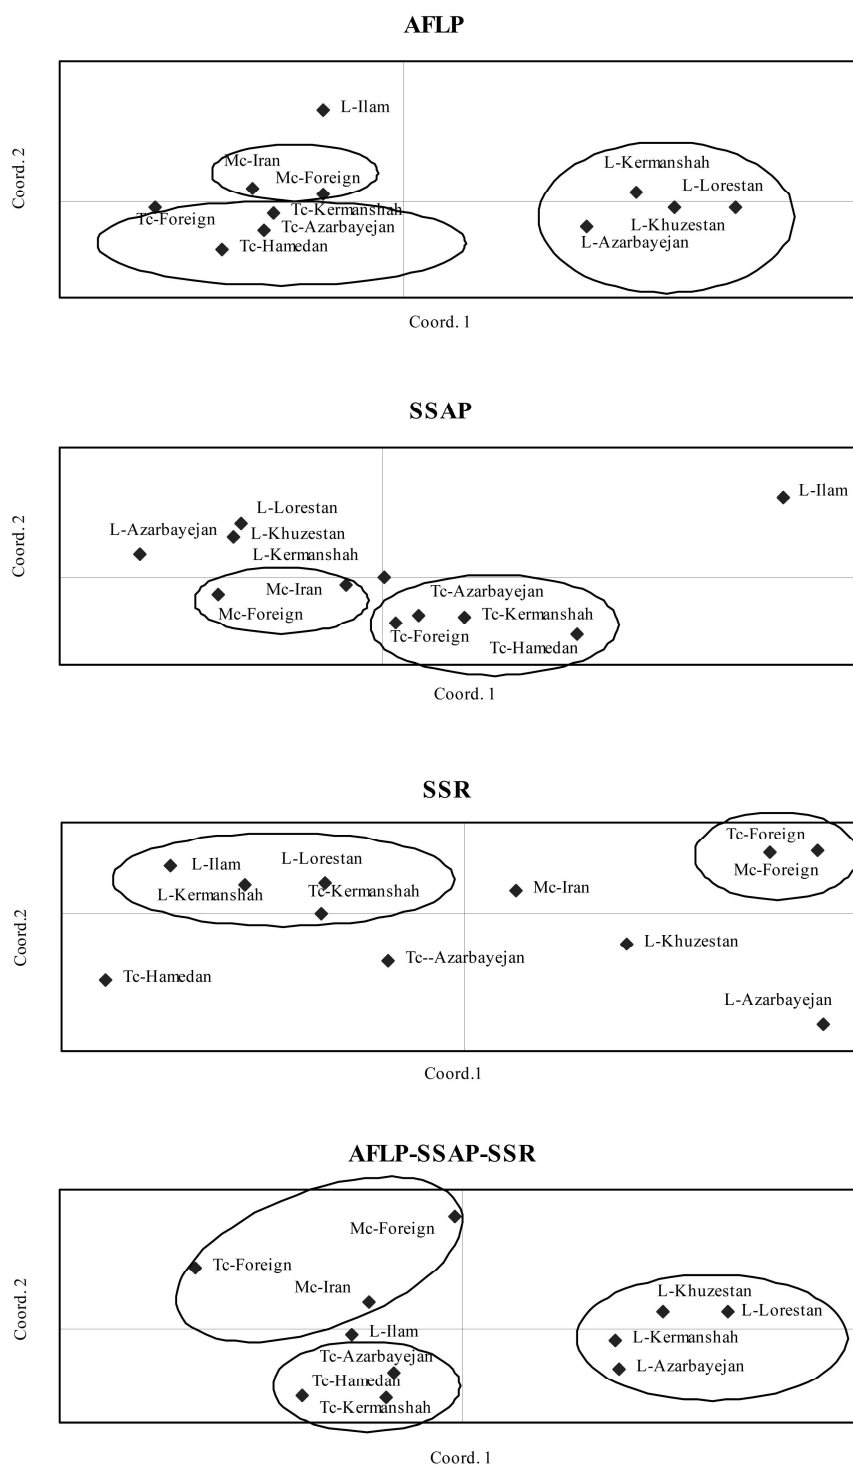 AFLP
L-Ilam
Mc-Iran
Mc-Foreign
L-Kermanshah
L-Lorestan
Tc-Foreign
Tc-Kermanshah
Tc-Azarbayejan
L-Khuzestan
Tc-Hamedan
L-Azarbayejan
Coord. 2
Coord. 1
SSAP
L-Ilam
L-Lorestan
L-Azarbayejan
L-Khuzestan
L-Kermanshah
Mc-Iran
Tc-Azarbayejan
Mc-Foreign
Tc-Kermanshah
Tc-Foreign
Tc-Hamedan
Coord. 2
Coord. 1
SSR
Tc-Foreign
L-Ilam
L-Lorestan
Mc-Foreign
L-Kermanshah
Tc-Kermanshah
Mc-Iran
L-Khuzestan
Tc--Azarbayejan
Tc-Hamedan
L-Azarbayejan
Coord.2
Coord.1
AFLP-SSAP-SSR
Mc-Foreign
Tc-Foreign
Mc-Iran
L-Khuzestan
L-Lorestan
L-Ilam
L-Kermanshah
Tc-Azarbayejan
L-Azarbayejan
Tc-Hamedan
Tc-Kermanshah
Coord. 2
Coord. 1